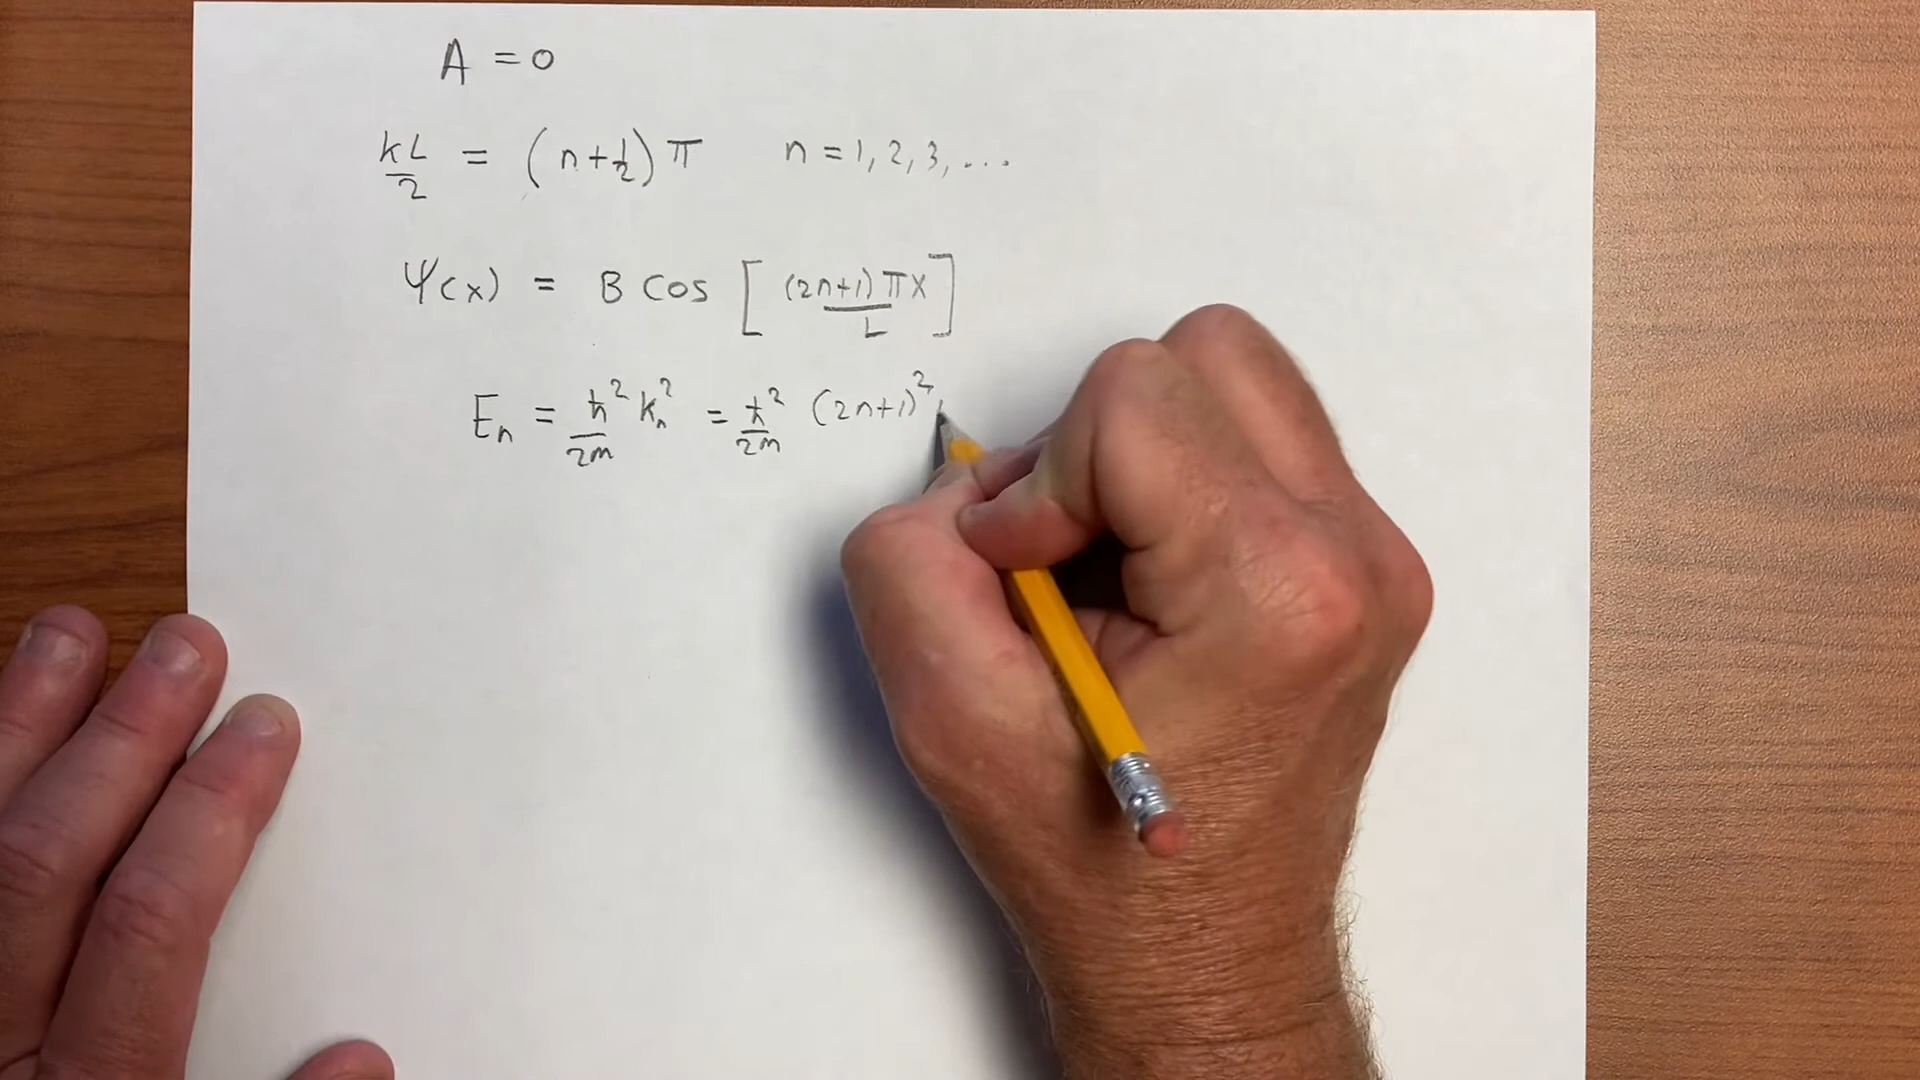 A = 0
kL/2 = (n+1/2) π n = 1, 2, 3, ...
Ψ(x) = B Cos [(2n+1)πx/L]
Eₙ = ħ²/2m kₙ² = ħ²/2m (2n+1)²